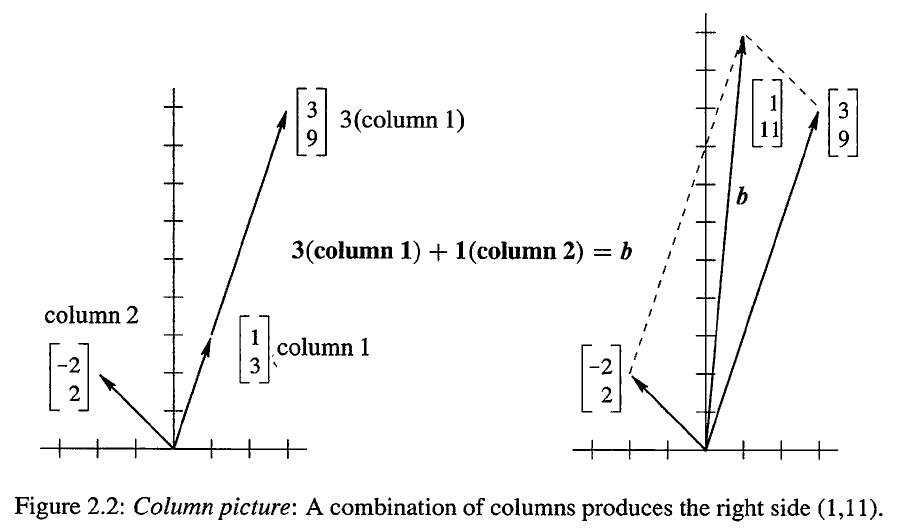 [3 9] 3(column 1)
[1 11]
[3 9]
b
3(column 1) + 1(column 2) = b
column 2
[-2 2]
[1 3] column 1
[-2 2]
Figure 2.2: Column picture: A combination of columns produces the right side (1,11).